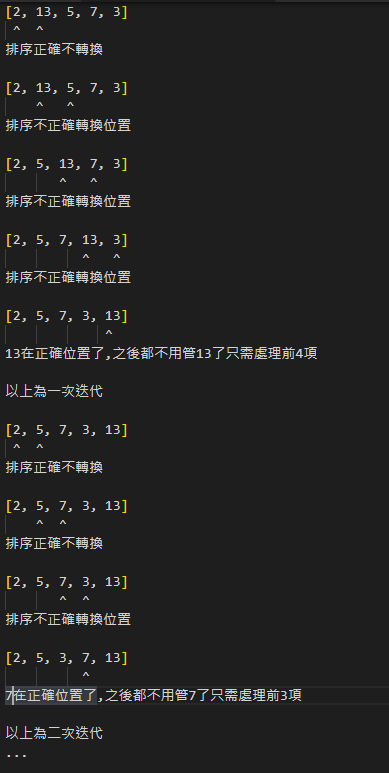 [2, 13, 5, 7, 3]
 ^  ^
排序正確不轉換
[2, 13, 5, 7, 3]
    ^   ^
排序不正確轉換位置
[2, 5, 13, 7, 3]
       ^   ^
排序不正確轉換位置
[2, 5, 7, 13, 3]
          ^   ^
排序不正確轉換位置
[2, 5, 7, 3, 13]
             ^
13在正確位置了,之後都不用管13了只需處理前4項
以上為一次迭代
[2, 5, 7, 3, 13]
 ^  ^
排序正確不轉換
[2, 5, 7, 3, 13]
    ^  ^
排序正確不轉換
[2, 5, 7, 3, 13]
       ^  ^
排序不正確轉換位置
[2, 5, 3, 7, 13]
          ^
7在正確位置了,之後都不用管7了只需處理前3項
以上為二次迭代
...